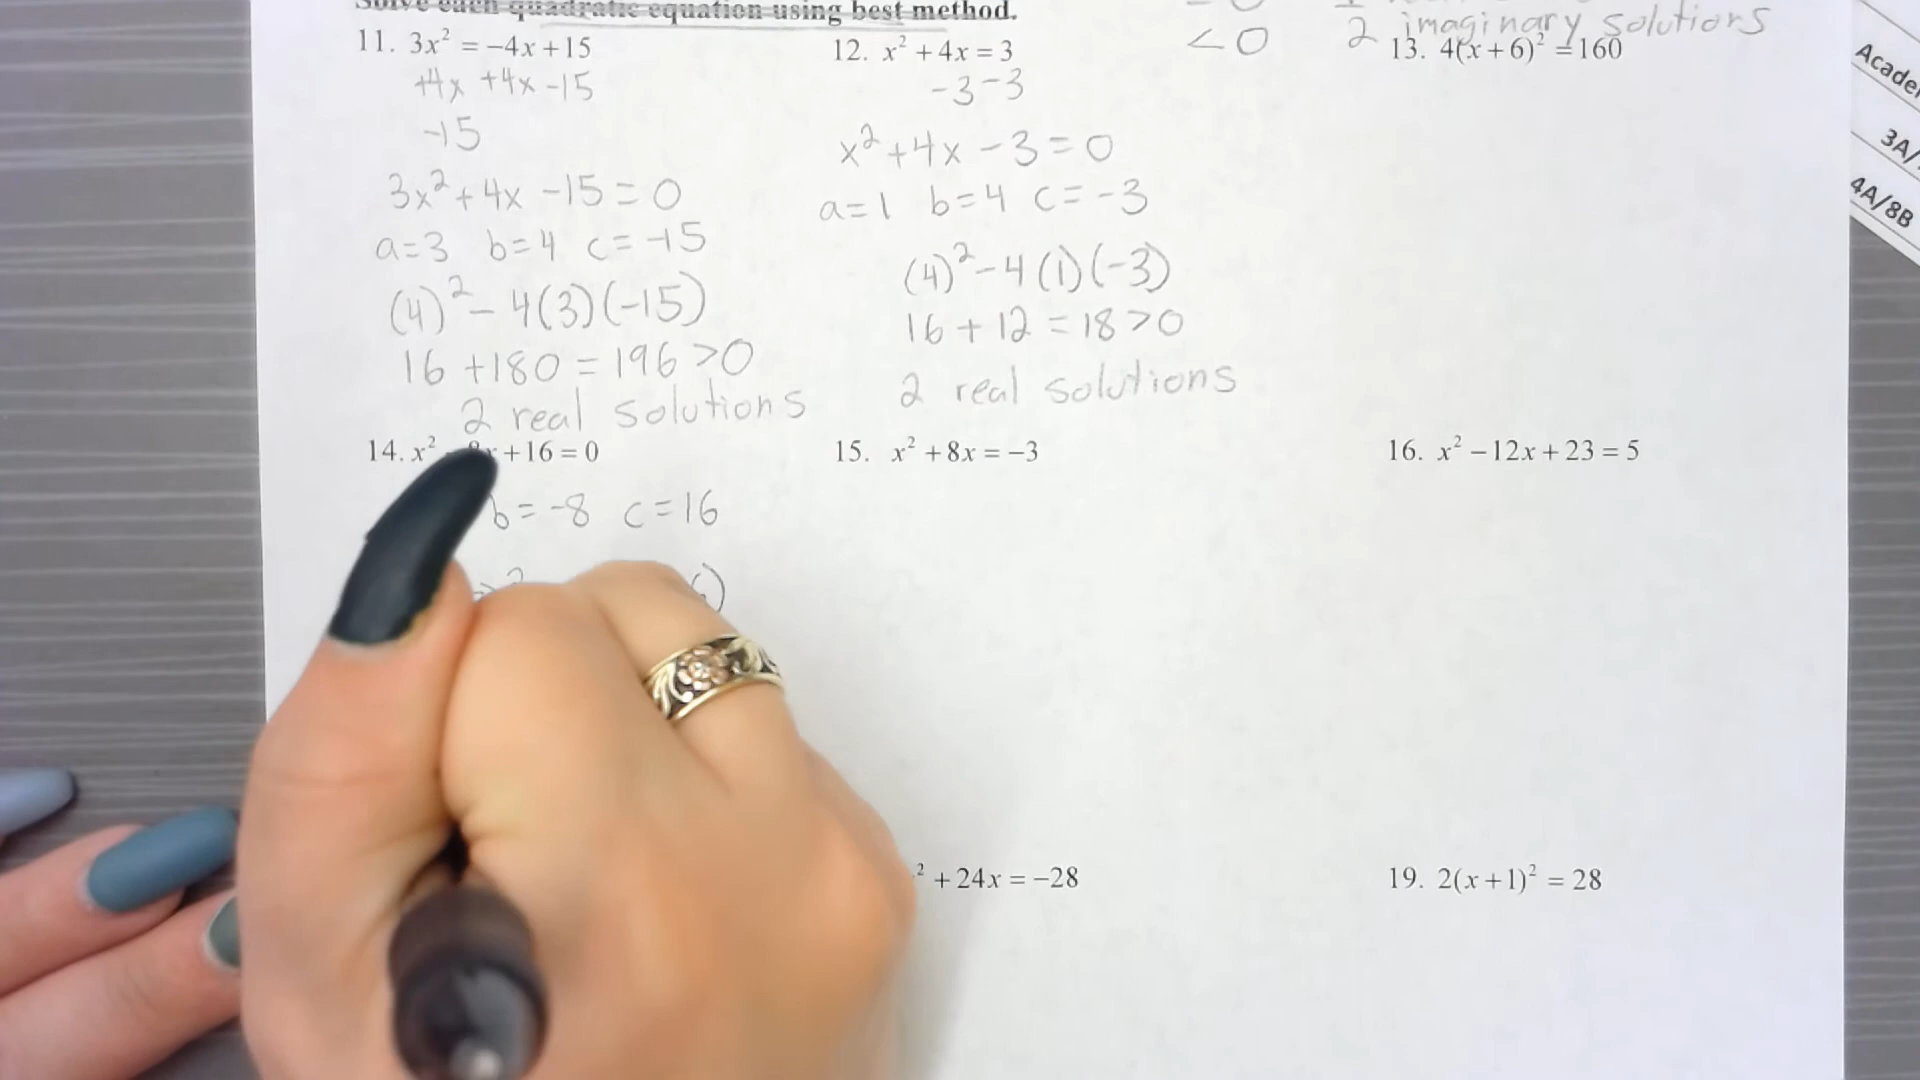 Solve each quadratic equation using best method.
< 0 2 imaginary solutions
11. 3x² = −4x + 15
+4x +4x −15
−15
3x² + 4x − 15 = 0
a = 3 b = 4 c = −15
(4)² − 4(3)(−15)
16 + 180 = 196 > 0
2 real solutions
12. x² + 4x = 3
−3 −3
x² + 4x − 3 = 0
a = 1 b = 4 c = −3
(4)² − 4(1)(−3)
16 + 12 = 18 > 0
2 real solutions
13. 4(x + 6)² = 160
14. x² − 8x + 16 = 0
b = −8 c = 16
15. x² + 8x = −3
16. x² − 12x + 23 = 5
² + 24x = −28
19. 2(x + 1)² = 28
3A/
4A/8B